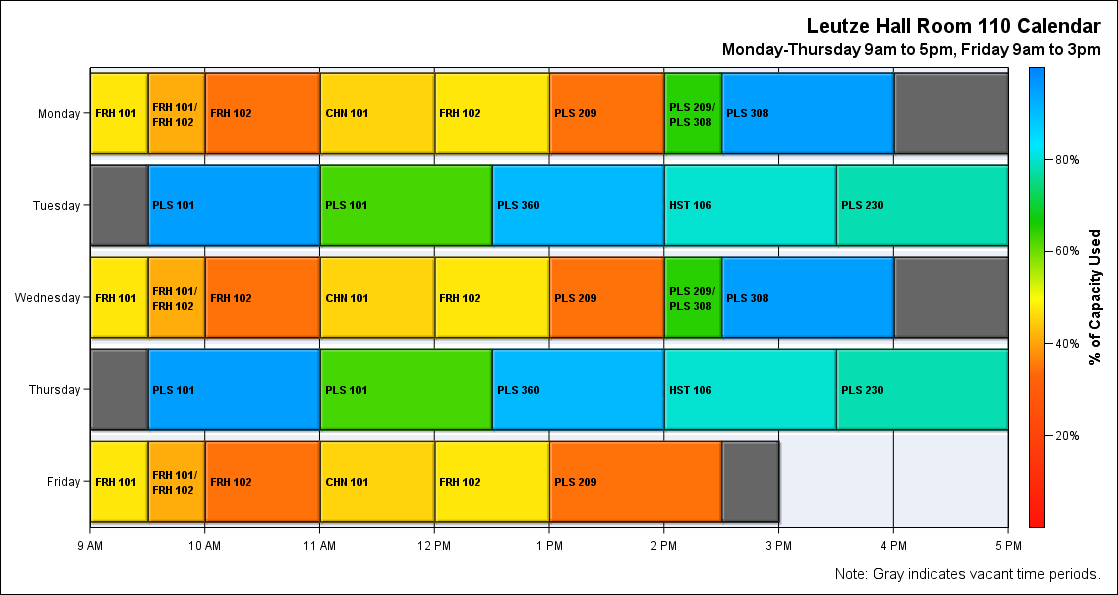 Leutze Hall Room 110 Calendar
Monday-Thursday 9am to 5pm, Friday 9am to 3pm
Monday
FRH 101
FRH 101/
FRH 102
FRH 102
CHN 101
FRH 102
PLS 209
PLS 209/
PLS 308
PLS 308
Tuesday
PLS 101
PLS 101
PLS 360
HST 106
PLS 230
Wednesday
FRH 101
FRH 101/
FRH 102
FRH 102
CHN 101
FRH 102
PLS 209
PLS 209/
PLS 308
PLS 308
Thursday
PLS 101
PLS 101
PLS 360
HST 106
PLS 230
Friday
FRH 101
FRH 101/
FRH 102
FRH 102
CHN 101
FRH 102
PLS 209
9 AM
10 AM
11 AM
12 PM
1 PM
2 PM
3 PM
4 PM
5 PM
80%
60%
40%
20%
% of Capacity Used
Note: Gray indicates vacant time periods.